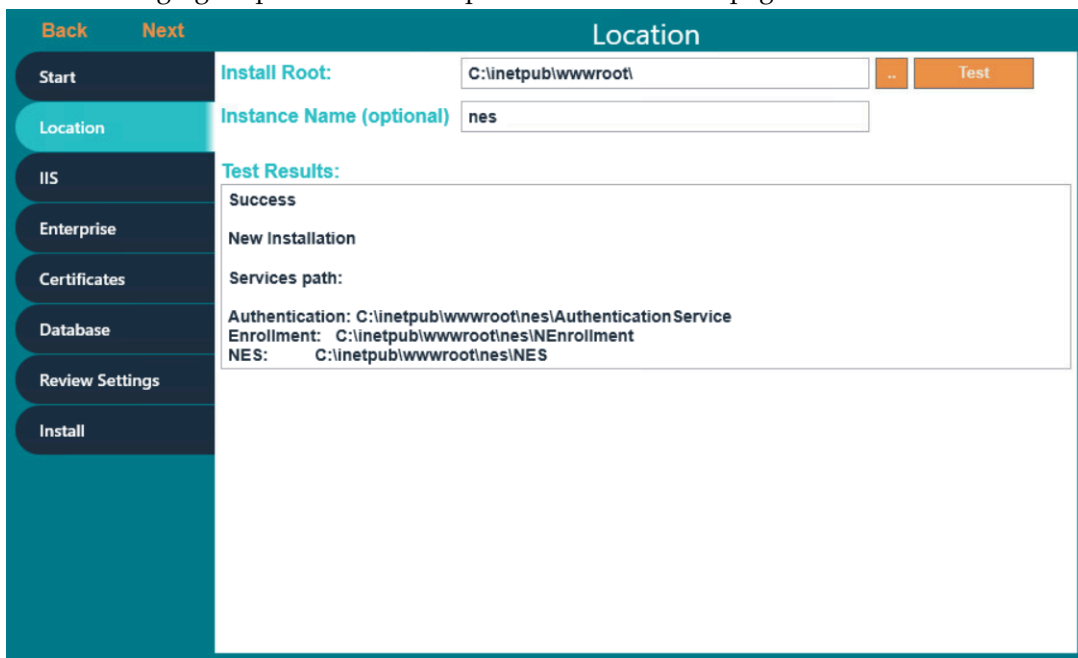 Back Next
Location
Start
Location
IIS
Enterprise
Certificates
Database
Review Settings
Install
Install Root: C:\inetpub\wwwroot\ .. Test
Instance Name (optional) nes
Test Results:
Success
New Installation
Services path:
Authentication: C:\inetpub\wwwroot\nes\AuthenticationService
Enrollment: C:\inetpub\wwwroot\nes\NEnrollment
NES: C:\inetpub\wwwroot\nes\NES